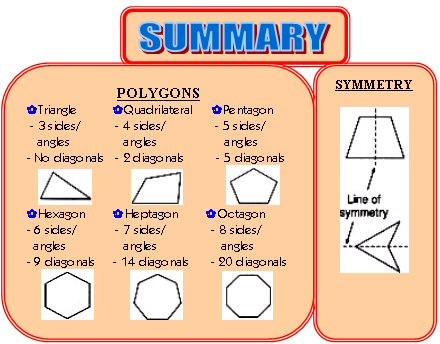 SUMMARY
POLYGONS
Triangle
- 3 sides/
angles
- No diagonals
Quadrilateral
- 4 sides/
angles
- 2 diagonals
Pentagon
- 5 sides/
angles
- 5 diagonals
Hexagon
- 6 sides/
angles
- 9 diagonals
Heptagon
- 7 sides/
angles
- 14 diagonals
Octagon
- 8 sides/
angles
- 20 diagonals
SYMMETRY
Line of
symmetry